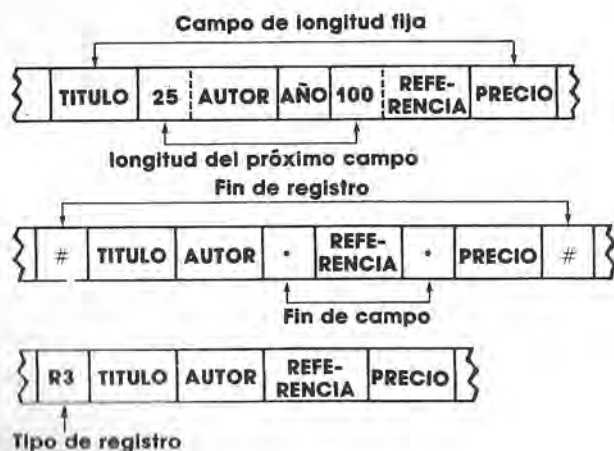 Campo de longitud fija
TITULO 25 AUTOR AÑO 100 REFE-
RENCIA PRECIO
longitud del próximo campo
Fin de registro
# TITULO AUTOR • REFE-
RENCIA • PRECIO #
Fin de campo
R3 TITULO AUTOR REFE-
RENCIA PRECIO
Tipo de registro